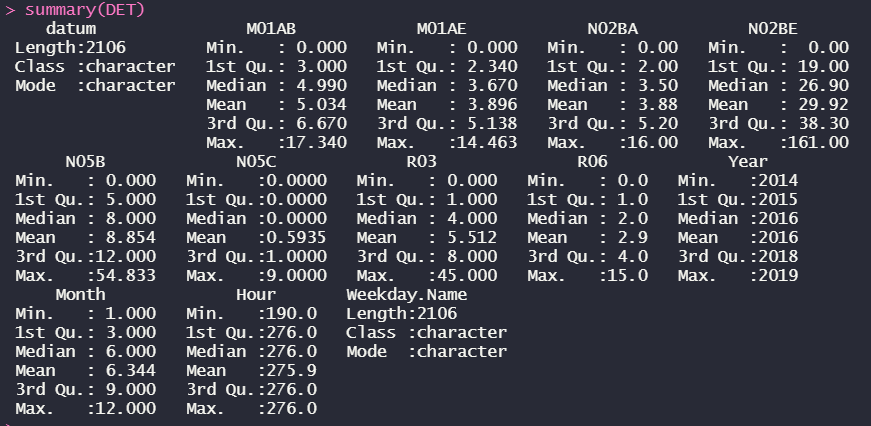 > summary(DET)
    datum               M01AB            M01AE            N02BA           N02BE
 Length:2106        Min.   : 0.000   Min.   : 0.000   Min.   : 0.00   Min.   :  0.00
 Class :character   1st Qu.: 3.000   1st Qu.: 2.340   1st Qu.: 2.00   1st Qu.: 19.00
 Mode  :character   Median : 4.990   Median : 3.670   Median : 3.50   Median : 26.90
                    Mean   : 5.034   Mean   : 3.896   Mean   : 3.88   Mean   : 29.92
                    3rd Qu.: 6.670   3rd Qu.: 5.138   3rd Qu.: 5.20   3rd Qu.: 38.30
                    Max.   :17.340   Max.   :14.463   Max.   :16.00   Max.   :161.00
      N05B             N05C             R03              R06            Year
 Min.   : 0.000   Min.   :0.0000   Min.   : 0.000   Min.   : 0.0   Min.   :2014
 1st Qu.: 5.000   1st Qu.:0.0000   1st Qu.: 1.000   1st Qu.: 1.0   1st Qu.:2015
 Median : 8.000   Median :0.0000   Median : 4.000   Median : 2.0   Median :2016
 Mean   : 8.854   Mean   :0.5935   Mean   : 5.512   Mean   : 2.9   Mean   :2016
 3rd Qu.:12.000   3rd Qu.:1.0000   3rd Qu.: 8.000   3rd Qu.: 4.0   3rd Qu.:2018
 Max.   :54.833   Max.   :9.0000   Max.   :45.000   Max.   :15.0   Max.   :2019
     Month             Hour       Weekday.Name
 Min.   : 1.000   Min.   :190.0   Length:2106
 1st Qu.: 3.000   1st Qu.:276.0   Class :character
 Median : 6.000   Median :276.0   Mode  :character
 Mean   : 6.344   Mean   :275.9
 3rd Qu.: 9.000   3rd Qu.:276.0
 Max.   :12.000   Max.   :276.0